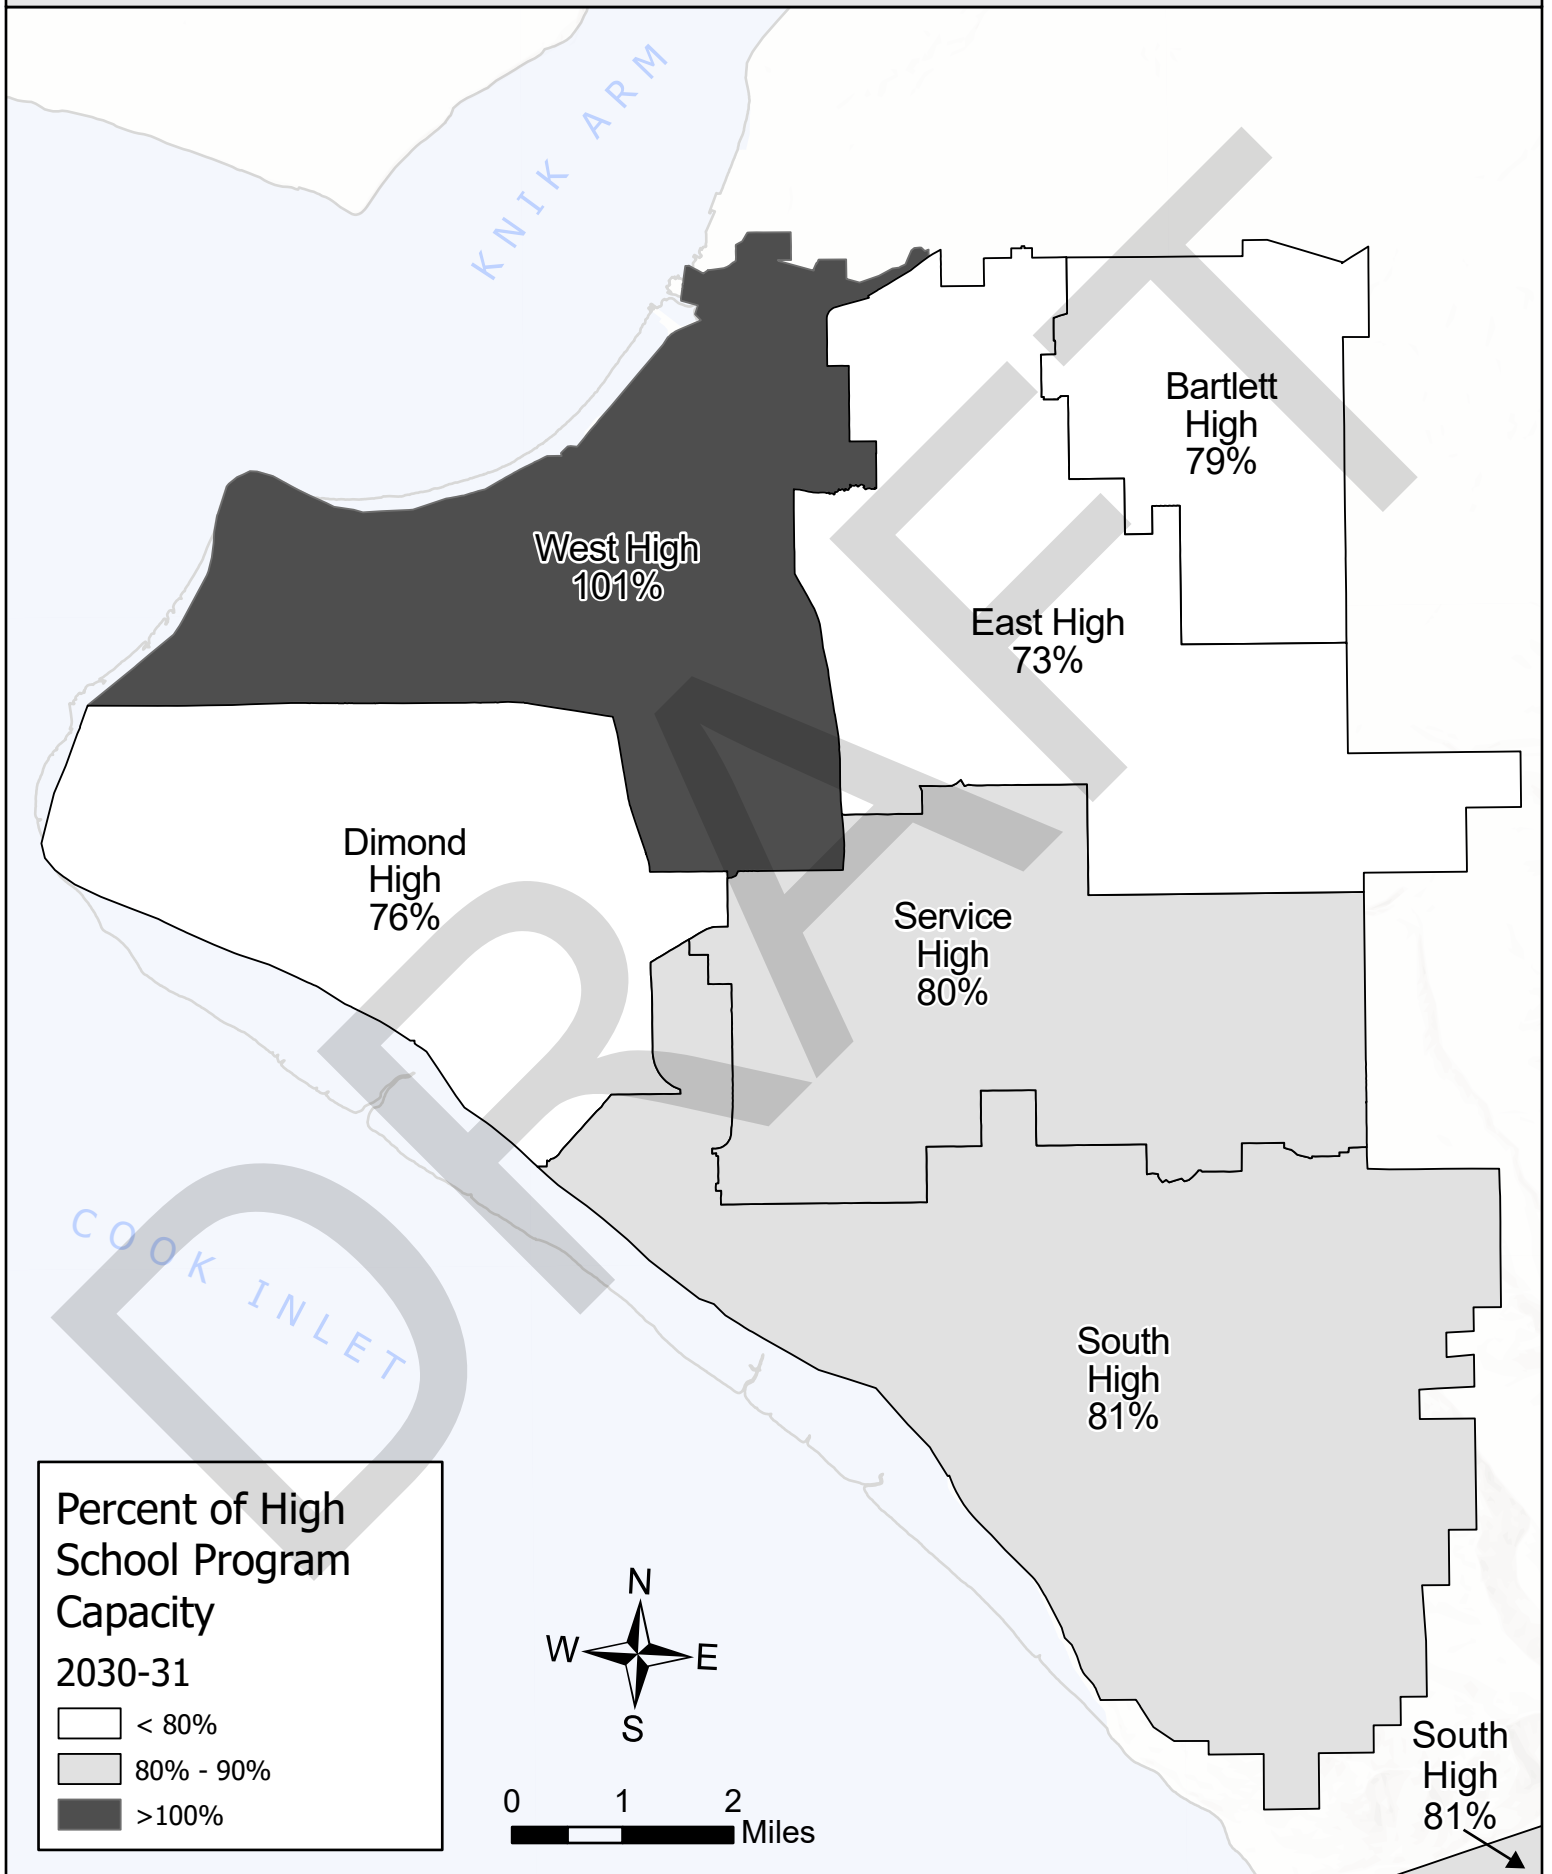 KNIK ARM
Bartlett
High
79%
West High
101%
East High
73%
Dimond
High
76%
Service
High
80%
COOK INLET
South
High
81%
DRAFT
Percent of High
School Program
Capacity
2030-31
< 80%
80% - 90%
>100%
N
W
E
S
0 1 2
Miles
South
High
81%